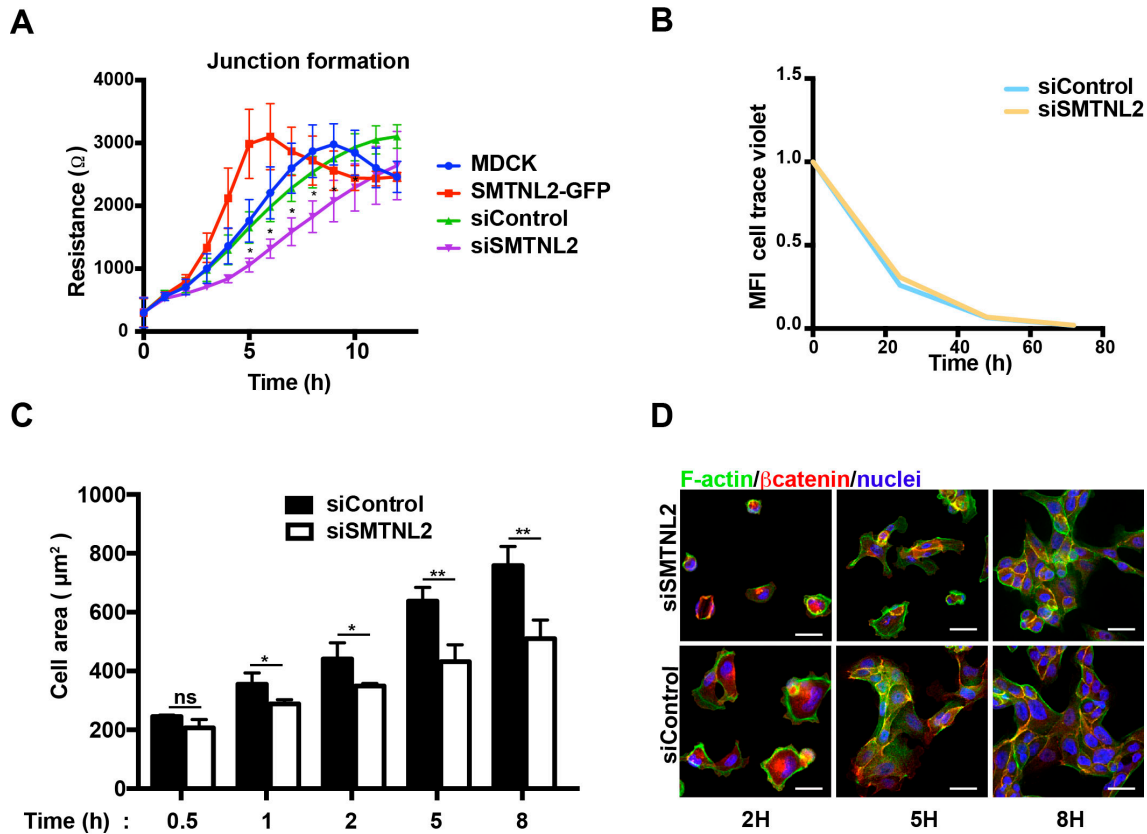 A
Junction formation
4000
3000
2000
1000
0
Resistance (Ω)
0
5
10
Time (h)
* * * * * *
MDCK
SMTNL2-GFP
siControl
siSMTNL2
B
1.5
1.0
0.5
0.0
MFI cell trace violet
0
20
40
60
80
Time (h)
siControl
siSMTNL2
C
1000
800
600
400
200
0
Cell area ( µm²)
siControl
siSMTNL2
ns
*
*
**
**
Time (h) : 0.5 1 2 5 8
D
F-actin/βcatenin/nuclei
siSMTNL2
siControl
2H 5H 8H